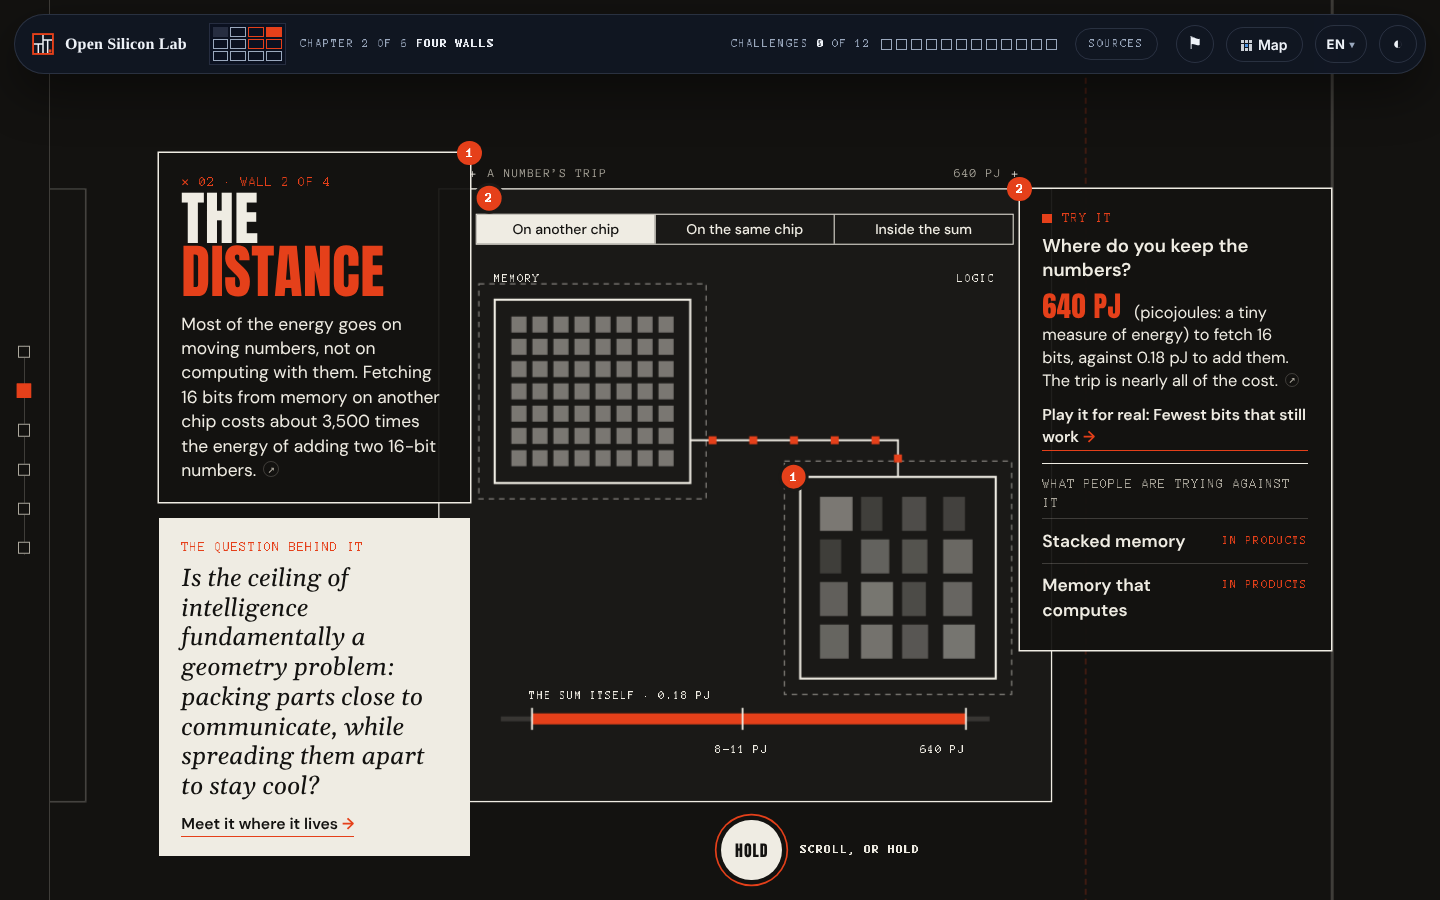 Open Silicon Lab
CHAPTER 2 OF 6 FOUR WALLS
CHALLENGES 0 OF 12
SOURCES
Map
EN
1
× 02 · WALL 2 OF 4
THE
DISTANCE
Most of the energy goes on
moving numbers, not on
computing with them. Fetching
16 bits from memory on another
chip costs about 3,500 times
the energy of adding two 16-bit
numbers.
THE QUESTION BEHIND IT
Is the ceiling of
intelligence
fundamentally a
geometry problem:
packing parts close to
communicate, while
spreading them apart
to stay cool?
Meet it where it lives →
+ A NUMBER'S TRIP
640 PJ +
2
On another chip
On the same chip
Inside the sum
MEMORY
LOGIC
1
THE SUM ITSELF · 0.18 PJ
8–11 PJ
640 PJ
HOLD
SCROLL, OR HOLD
2
TRY IT
Where do you keep the
numbers?
640 PJ (picojoules: a tiny
measure of energy) to fetch 16
bits, against 0.18 pJ to add them.
The trip is nearly all of the cost.
Play it for real: Fewest bits that still
work →
WHAT PEOPLE ARE TRYING AGAINST
IT
Stacked memory IN PRODUCTS
Memory that IN PRODUCTS
computes